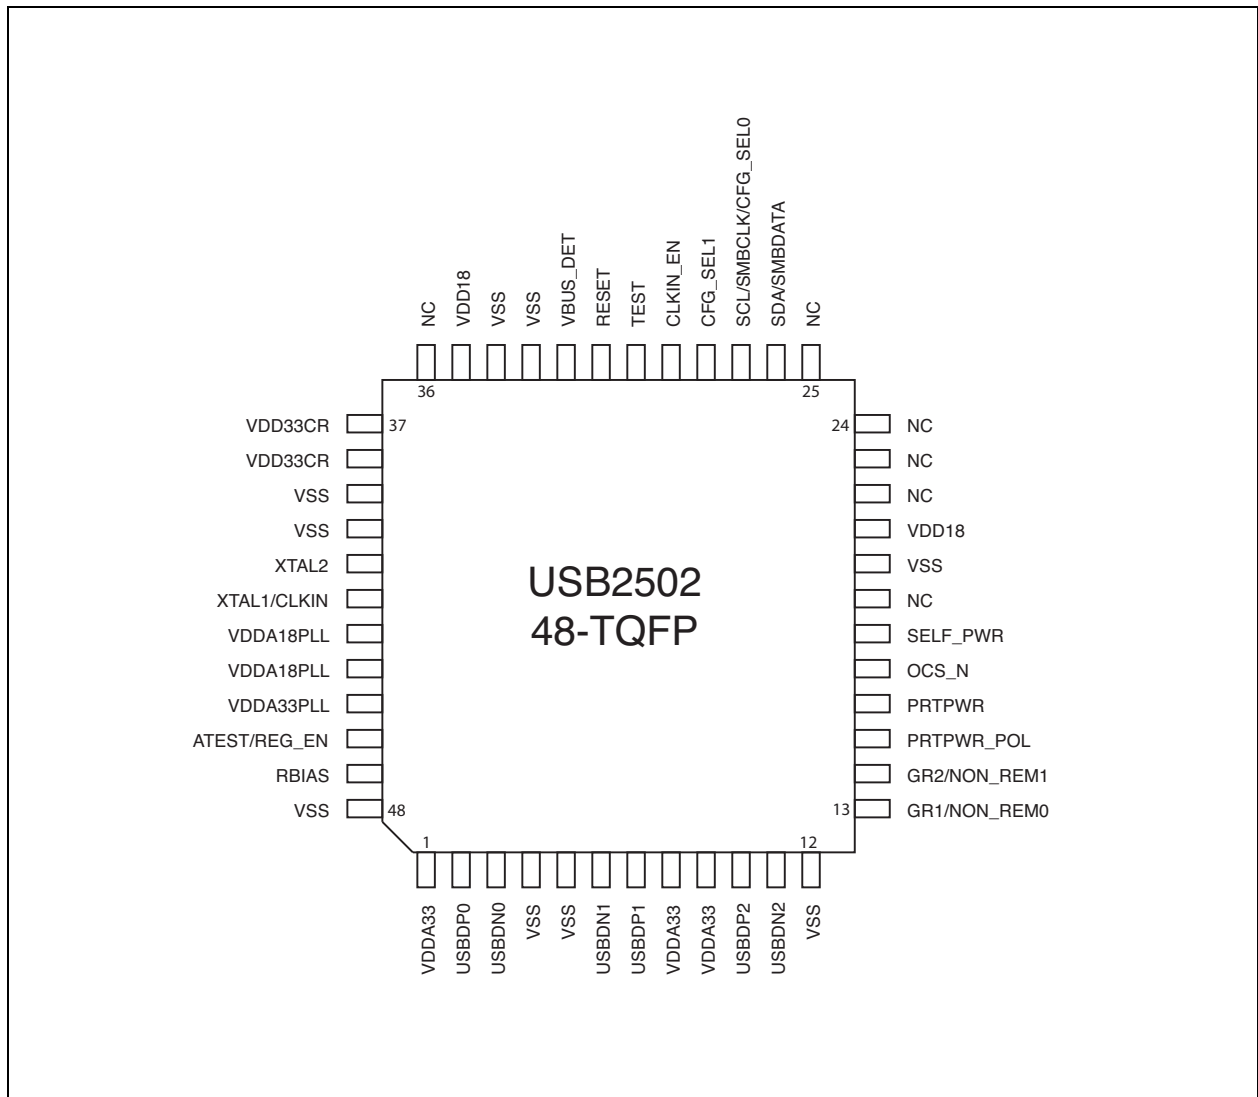 NC
VDD18
VSS
VSS
VBUS_DET
RESET
TEST
CLKIN_EN
CFG_SEL1
SCL/SMBCLK/CFG_SEL0
SDA/SMBDATA
NC
36
25
VDD33CR
37
24
NC
VDD33CR
NC
VSS
NC
VSS
VDD18
XTAL2
VSS
XTAL1/CLKIN
NC
VDDA18PLL
SELF_PWR
VDDA18PLL
OCS_N
VDDA33PLL
PRTPWR
ATEST/REG_EN
PRTPWR_POL
RBIAS
GR2/NON_REM1
VSS
48
13
GR1/NON_REM0
USB2502
48-TQFP
1
12
VDDA33
USBDP0
USBDN0
VSS
VSS
USBDN1
USBDP1
VDDA33
VDDA33
USBDP2
USBDN2
VSS